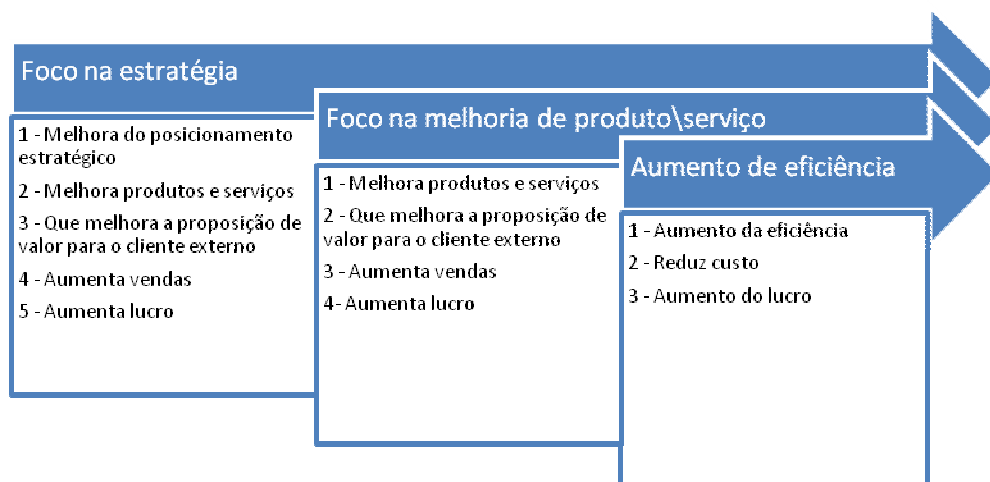 Foco na estratégia
1 - Melhora do posicionamento
estratégico
2 - Melhora produtos e serviços
3 - Que melhora a proposição de
valor para o cliente externo
4 - Aumenta vendas
5 - Aumenta lucro
Foco na melhoria de produto\serviço
1 - Melhora produtos e serviços
2 - Que melhora a proposição de
valor para o cliente externo
3 - Aumenta vendas
4- Aumenta lucro
Aumento de eficiência
1 - Aumento da eficiência
2 - Reduz custo
3 - Aumento do lucro